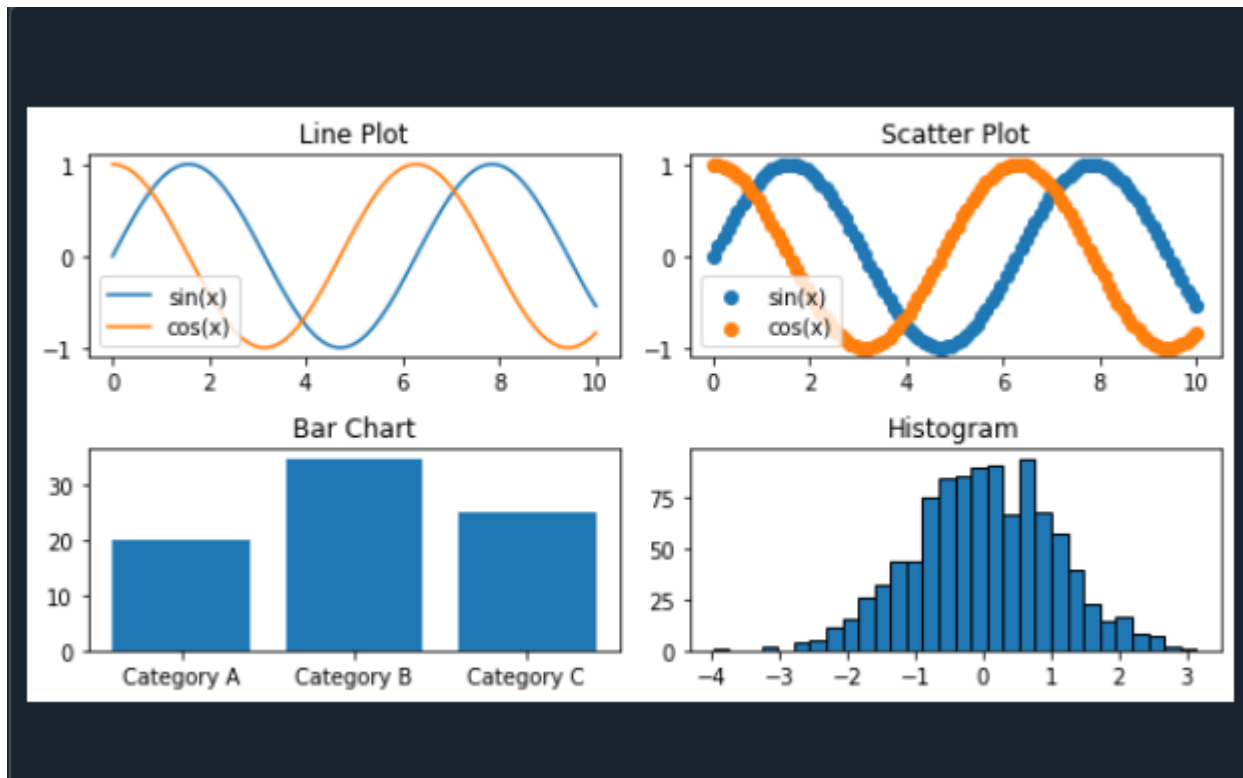 Line Plot
1
0
−1
sin(x)
cos(x)
0 2 4 6 8 10
Scatter Plot
1
0
−1
sin(x)
cos(x)
0 2 4 6 8 10
Bar Chart
30
20
10
0
Category A Category B Category C
Histogram
75
50
25
0
−4 −3 −2 −1 0 1 2 3